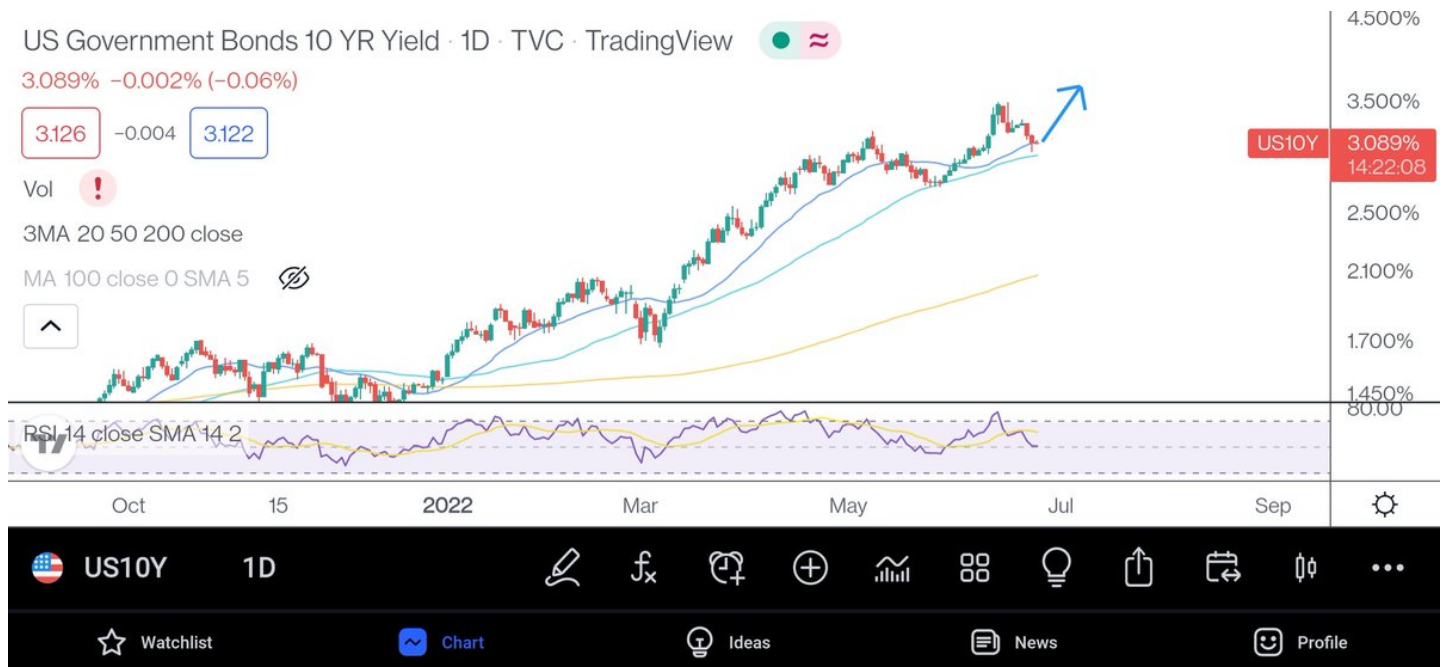 US Government Bonds 10 YR Yield · 1D · TVC · TradingView
3.089% −0.002% (−0.06%)
3.126 −0.004 3.122
Vol
3MA 20 50 200 close
MA 100 close 0 SMA 5
4.500%
3.500%
US10Y 3.089%
14:22:08
2.500%
2.100%
1.700%
1.450%
80.00
RSI 14 close SMA 14 2
Oct 15 2022 Mar May Jul Sep
US10Y 1D
Watchlist Chart Ideas News Profile